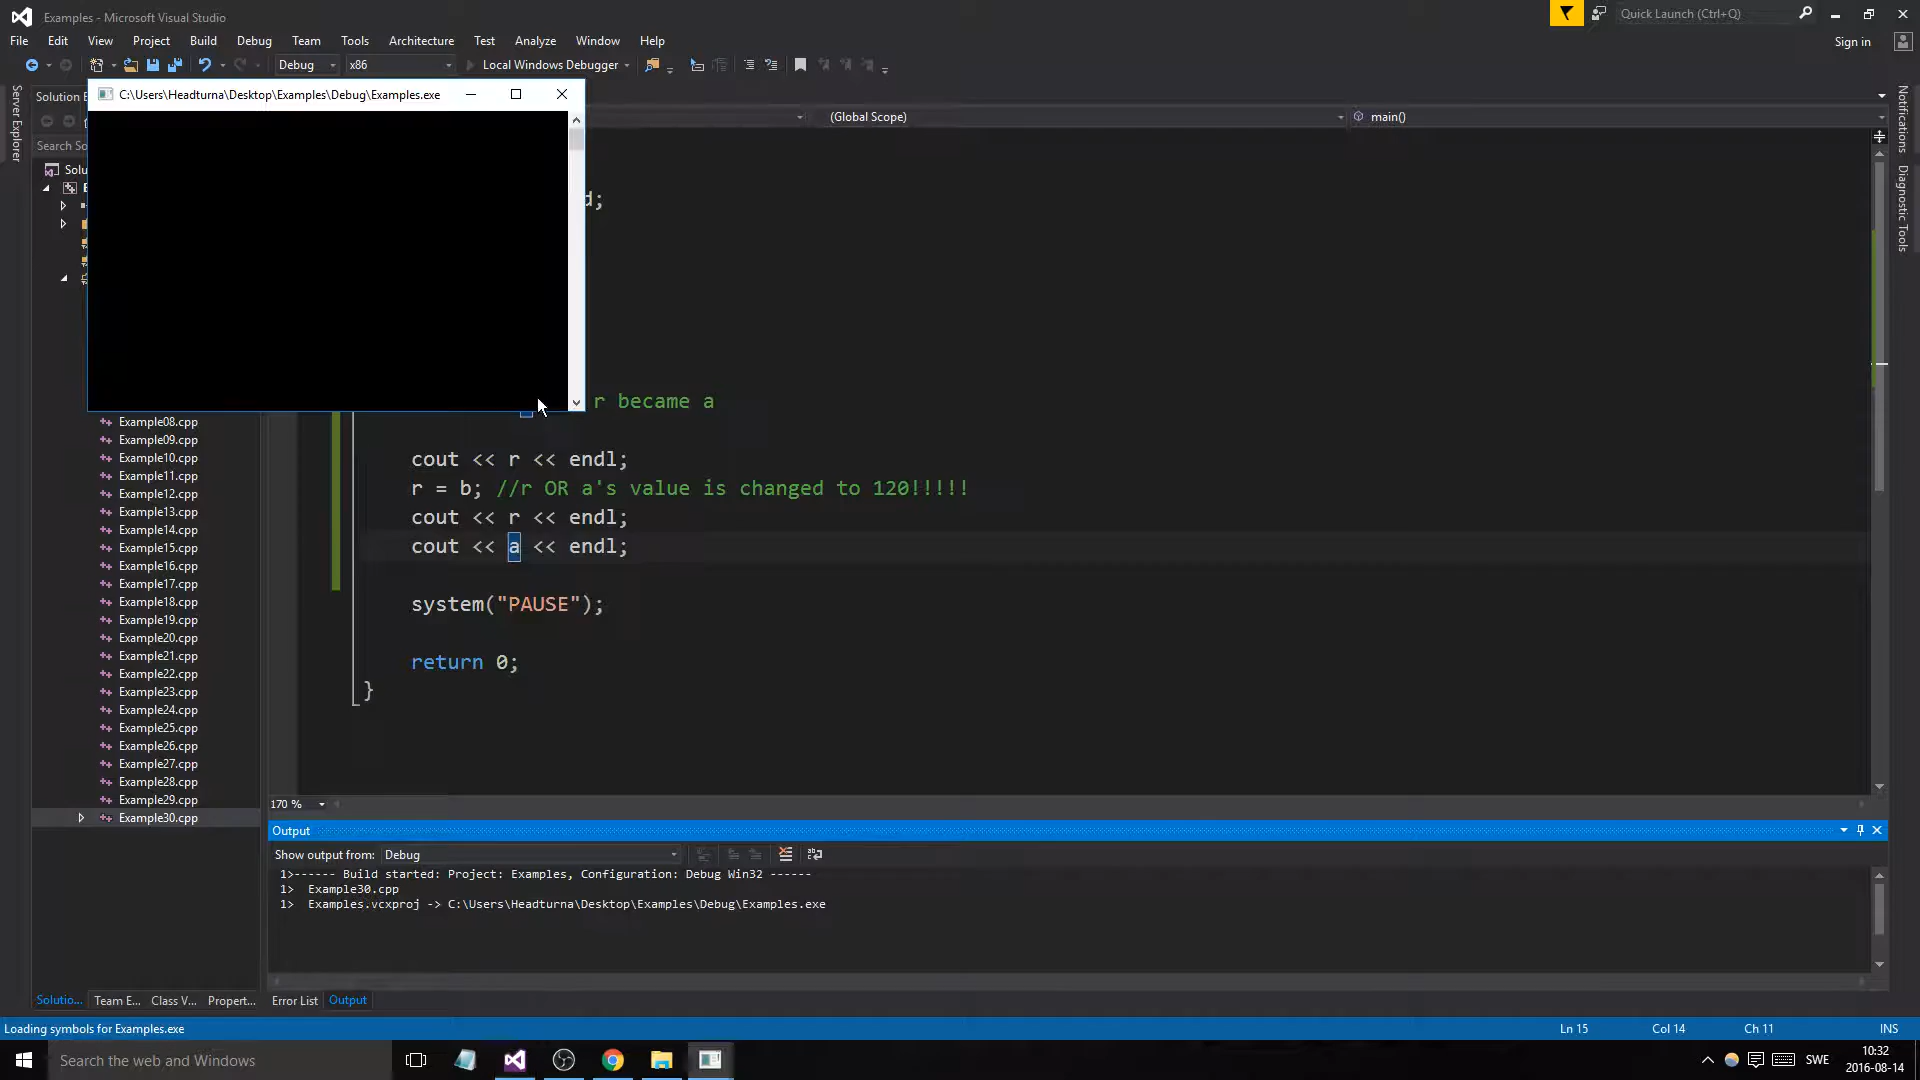 Examples - Microsoft Visual Studio
Quick Launch (Ctrl+Q)
File Edit View Project Build Debug Team Tools Architecture Test Analyze Window Help
Sign in
Debug x86 Local Windows Debugger
Server Explorer
Solution
C:\Users\Headturna\Desktop\Examples\Debug\Examples.exe
(Global Scope)
main()
Notifications
Diagnostic Tools
Search So
Solu
d;
r became a
cout << r << endl;
r = b; //r OR a's value is changed to 120!!!!!
cout << r << endl;
cout << a << endl;
system("PAUSE");
return 0;
}
Example08.cpp
Example09.cpp
Example10.cpp
Example11.cpp
Example12.cpp
Example13.cpp
Example14.cpp
Example15.cpp
Example16.cpp
Example17.cpp
Example18.cpp
Example19.cpp
Example20.cpp
Example21.cpp
Example22.cpp
Example23.cpp
Example24.cpp
Example25.cpp
Example26.cpp
Example27.cpp
Example28.cpp
Example29.cpp
Example30.cpp
170 %
Output
Show output from: Debug
1>------ Build started: Project: Examples, Configuration: Debug Win32 ------
1> Example30.cpp
1> Examples.vcxproj -> C:\Users\Headturna\Desktop\Examples\Debug\Examples.exe
Solutio... Team E... Class V... Propert...
Error List Output
Loading symbols for Examples.exe
Ln 15 Col 14 Ch 11 INS
Search the web and Windows
SWE
10:32
2016-08-14